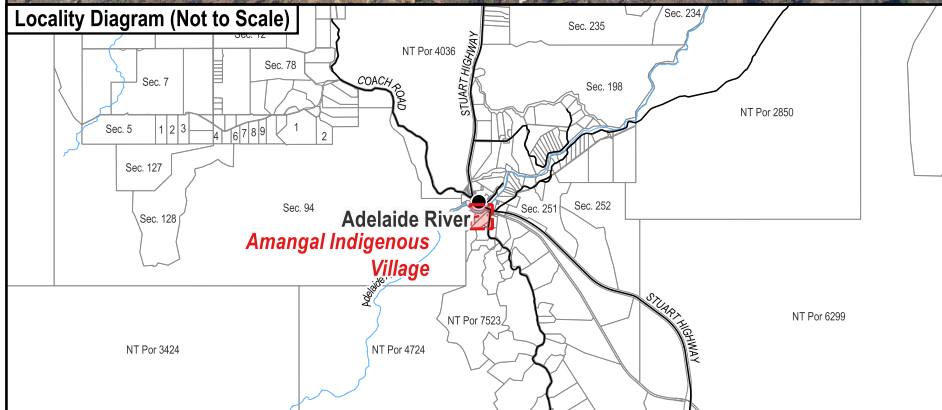 Locality Diagram (Not to Scale)
Sec. 12
Sec. 234
Sec. 235
NT Por 4036
Sec. 78
Sec. 7
COACH ROAD
STUART HIGHWAY
Sec. 198
NT Por 2850
Sec. 5
1
2
3
4
6
7
8
9
1
2
Sec. 127
Sec. 94
Sec. 128
Sec. 251
Sec. 252
Adelaide River
Amangal Indigenous
Village
Adelaide
STUART HIGHWAY
NT Por 3424
NT Por 4724
NT Por 7523
NT Por 6299